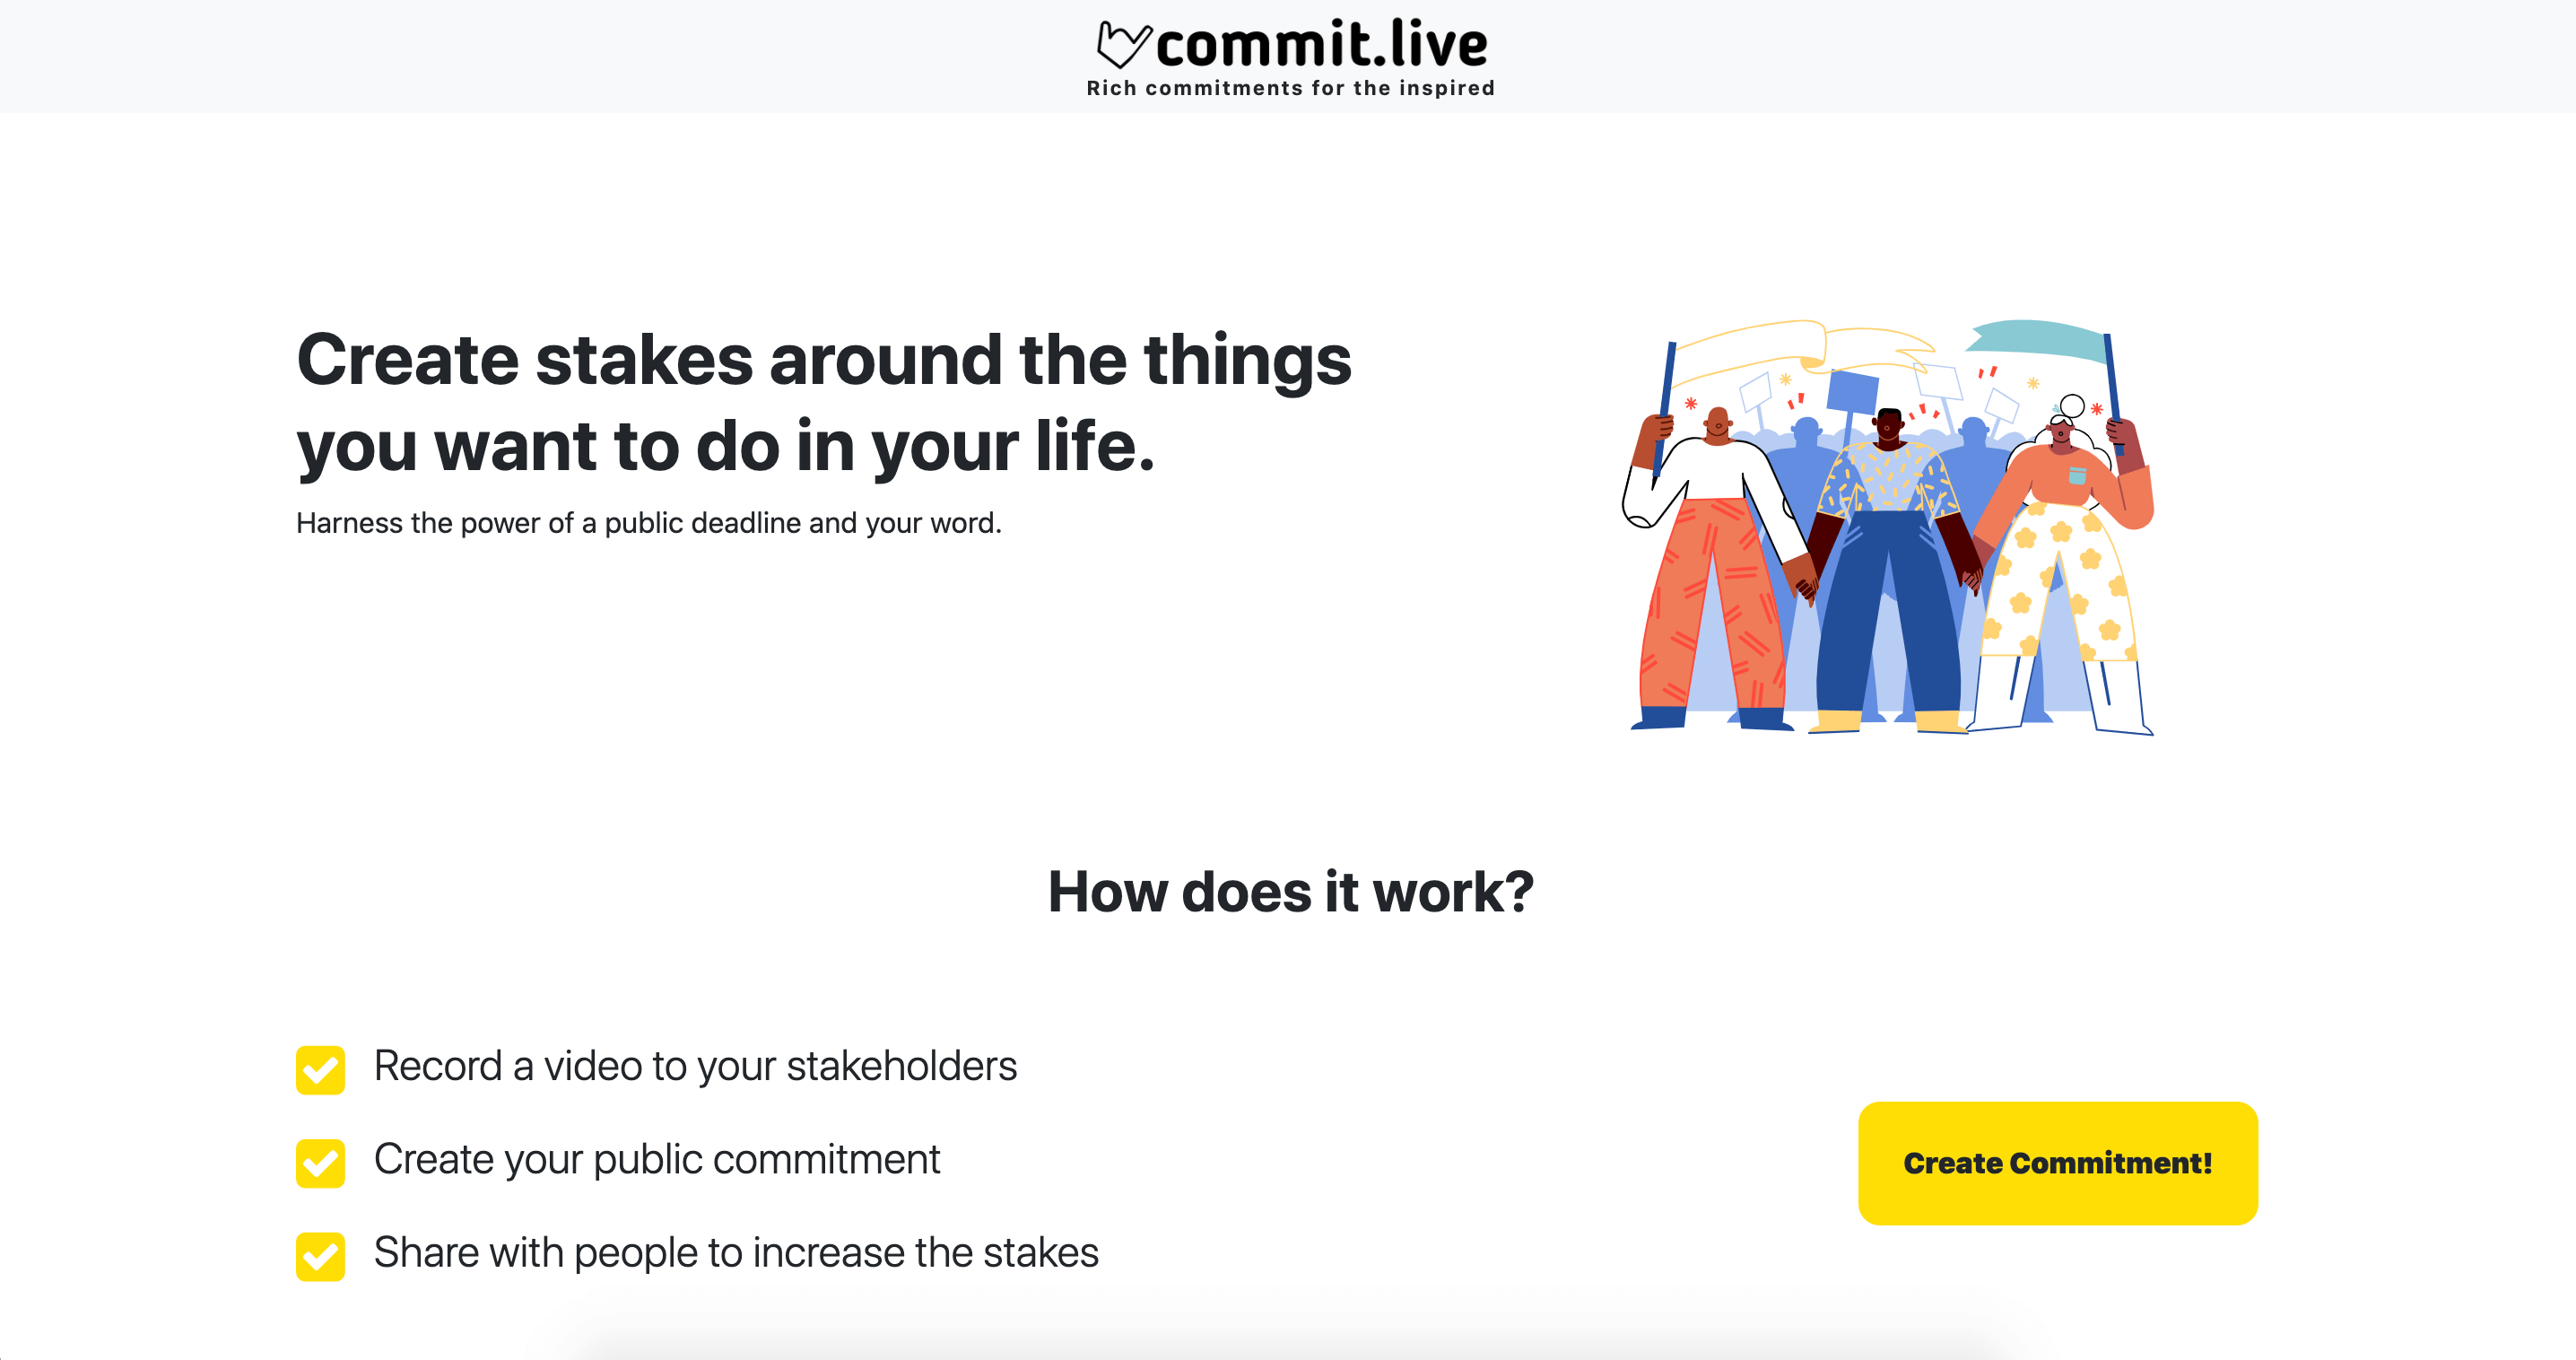 commit.live
Rich commitments for the inspired
Create stakes around the things
you want to do in your life.
Harness the power of a public deadline and your word.
How does it work?
Record a video to your stakeholders
Create your public commitment
Share with people to increase the stakes
Create Commitment!